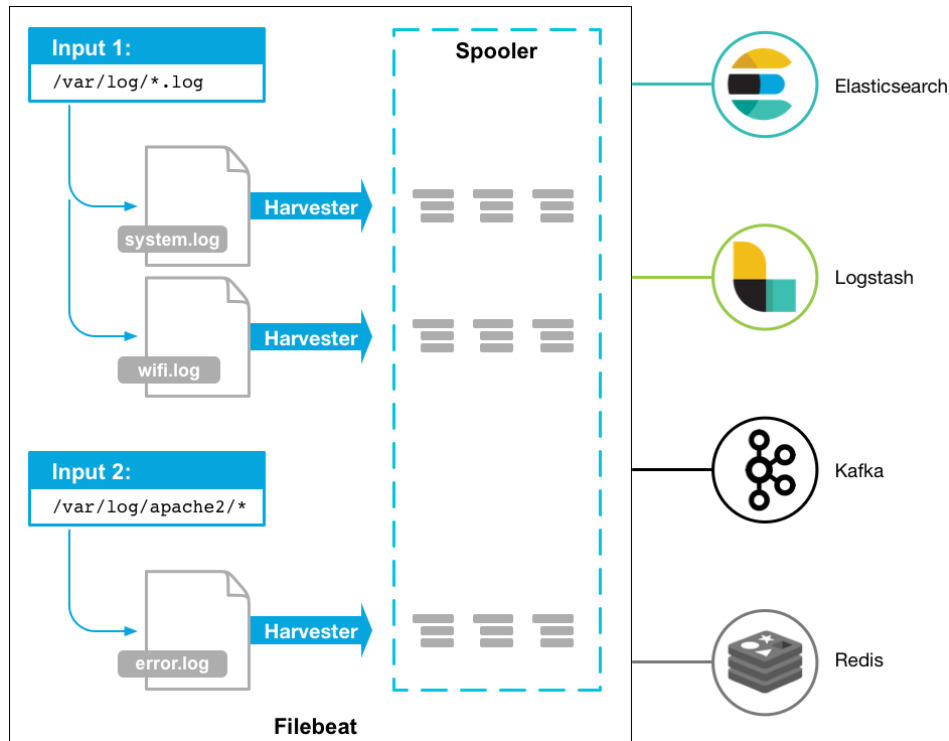 Input 1:
/var/log/*.log
system.log
Harvester
wifi.log
Harvester
Input 2:
/var/log/apache2/*
error.log
Harvester
Spooler
Filebeat
Elasticsearch
Logstash
Kafka
Redis